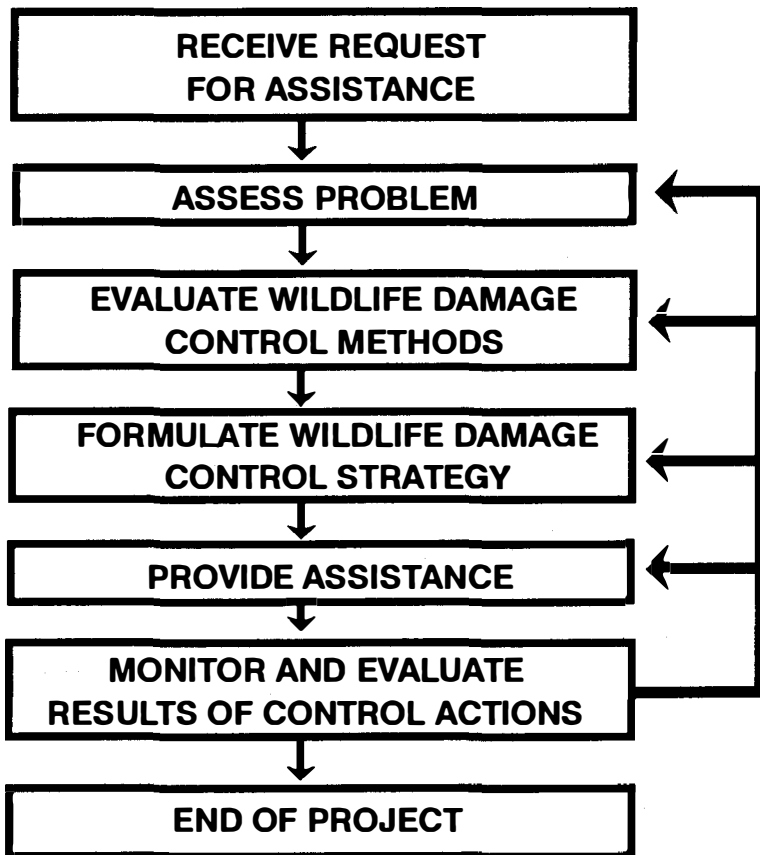 RECEIVE REQUEST
FOR ASSISTANCE
ASSESS PROBLEM
EVALUATE WILDLIFE DAMAGE
CONTROL METHODS
FORMULATE WILDLIFE DAMAGE
CONTROL STRATEGY
PROVIDE ASSISTANCE
MONITOR AND EVALUATE
RESULTS OF CONTROL ACTIONS
END OF PROJECT